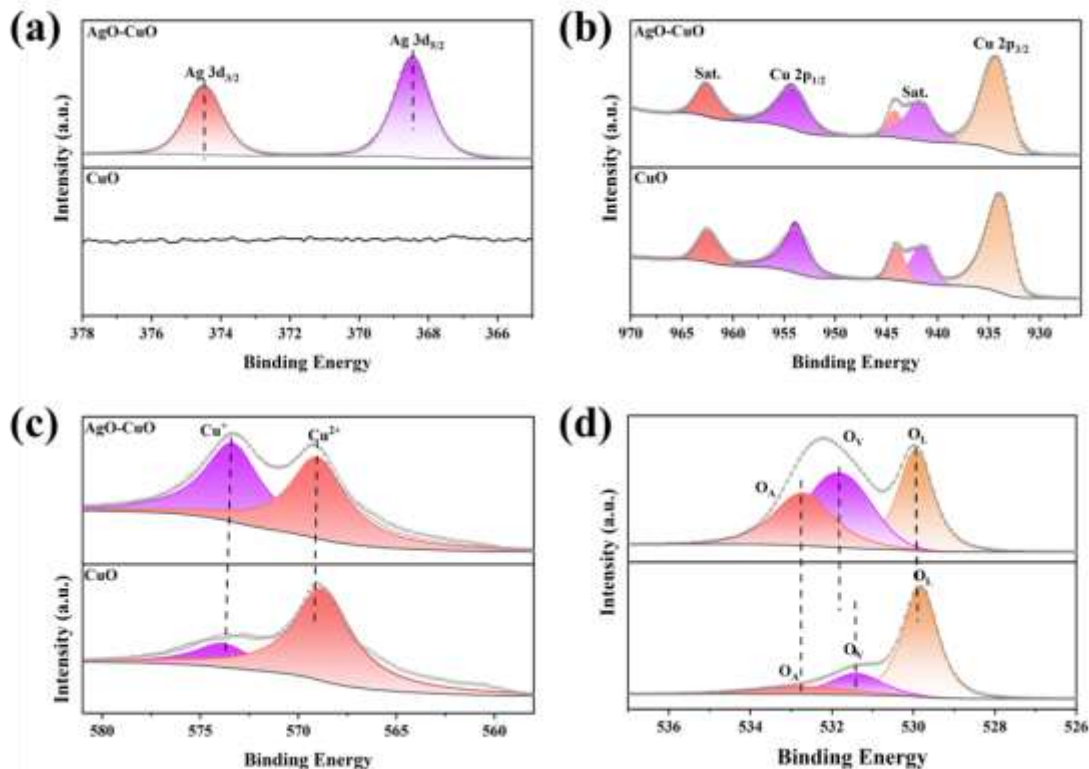 (a)
AgO-CuO
Ag 3d3/2
Ag 3d5/2
CuO
Intensity (a.u.)
378 376 374 372 370 368 366
Binding Energy
(b)
AgO-CuO
Sat.
Cu 2p1/2
Sat.
Cu 2p3/2
CuO
Intensity (a.u.)
970 965 960 955 950 945 940 935 930
Binding Energy
(c)
AgO-CuO
Cu+
Cu2+
CuO
Intensity (a.u.)
580 575 570 565 560
Binding Energy
(d)
OA
OV
OL
OA
OV
OL
Intensity (a.u.)
536 534 532 530 528 526
Binding Energy